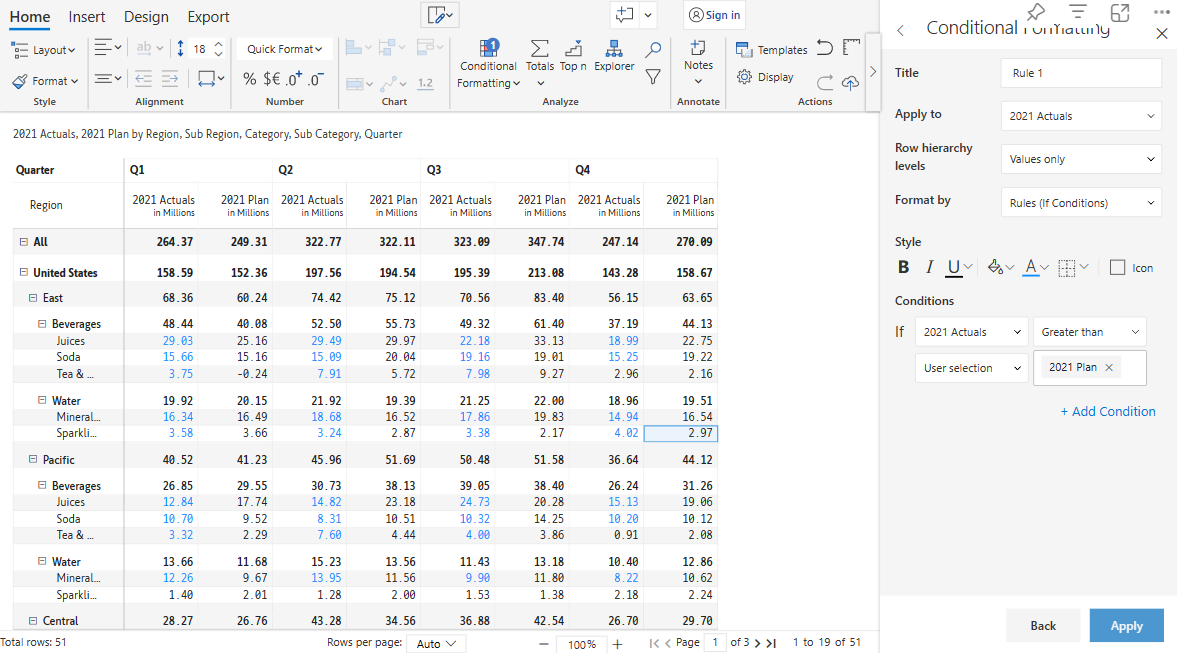 Home Insert Design Export
Sign in
Layout
Format
Style
ab
18
Alignment
Quick Format
% $€ .0+ .0-
Number
1.2
Chart
1
Conditional Formatting
Totals
Top n
Explorer
Analyze
Notes
Annotate
Templates
Display
Actions
2021 Actuals, 2021 Plan by Region, Sub Region, Category, Sub Category, Quarter
Quarter Q1 Q2 Q3 Q4
Region 2021 Actuals 2021 Plan 2021 Actuals 2021 Plan 2021 Actuals 2021 Plan 2021 Actuals 2021 Plan
in Millions in Millions in Millions in Millions in Millions in Millions in Millions in Millions
All 264.37 249.31 322.77 322.11 323.09 347.74 247.14 270.09
United States 158.59 152.36 197.56 194.54 195.39 213.08 143.28 158.67
East 68.36 60.24 74.42 75.12 70.56 83.40 56.15 63.65
Beverages 48.44 40.08 52.50 55.73 49.32 61.40 37.19 44.13
Juices 29.03 25.16 29.49 29.97 22.18 33.13 18.99 22.75
Soda 15.66 15.16 15.09 20.04 19.16 19.01 15.25 19.22
Tea & ... 3.75 -0.24 7.91 5.72 7.98 9.27 2.96 2.16
Water 19.92 20.15 21.92 19.39 21.25 22.00 18.96 19.51
Mineral... 16.34 16.49 18.68 16.52 17.86 19.83 14.94 16.54
Sparkli... 3.58 3.66 3.24 2.87 3.38 2.17 4.02 2.97
Pacific 40.52 41.23 45.96 51.69 50.48 51.58 36.64 44.12
Beverages 26.85 29.55 30.73 38.13 39.05 38.40 26.24 31.26
Juices 12.84 17.74 14.82 23.18 24.73 20.28 15.13 19.06
Soda 10.70 9.52 8.31 10.51 10.32 14.25 10.20 10.12
Tea & ... 3.32 2.29 7.60 4.44 4.00 3.86 0.91 2.08
Water 13.66 11.68 15.23 13.56 11.43 13.18 10.40 12.86
Mineral... 12.26 9.67 13.95 11.56 9.90 11.80 8.22 10.62
Sparkli... 1.40 2.01 1.28 2.00 1.53 1.38 2.18 2.24
Central 28.27 26.76 43.28 34.56 36.88 42.54 26.70 29.70
Total rows: 51 Rows per page: Auto 100% Page 1 of 3 1 to 19 of 51
Conditional Formatting
Title Rule 1
Apply to 2021 Actuals
Row hierarchy levels Values only
Format by Rules (If Conditions)
Style
B I U A Icon
Conditions
If 2021 Actuals Greater than
User selection 2021 Plan
+ Add Condition
Back Apply